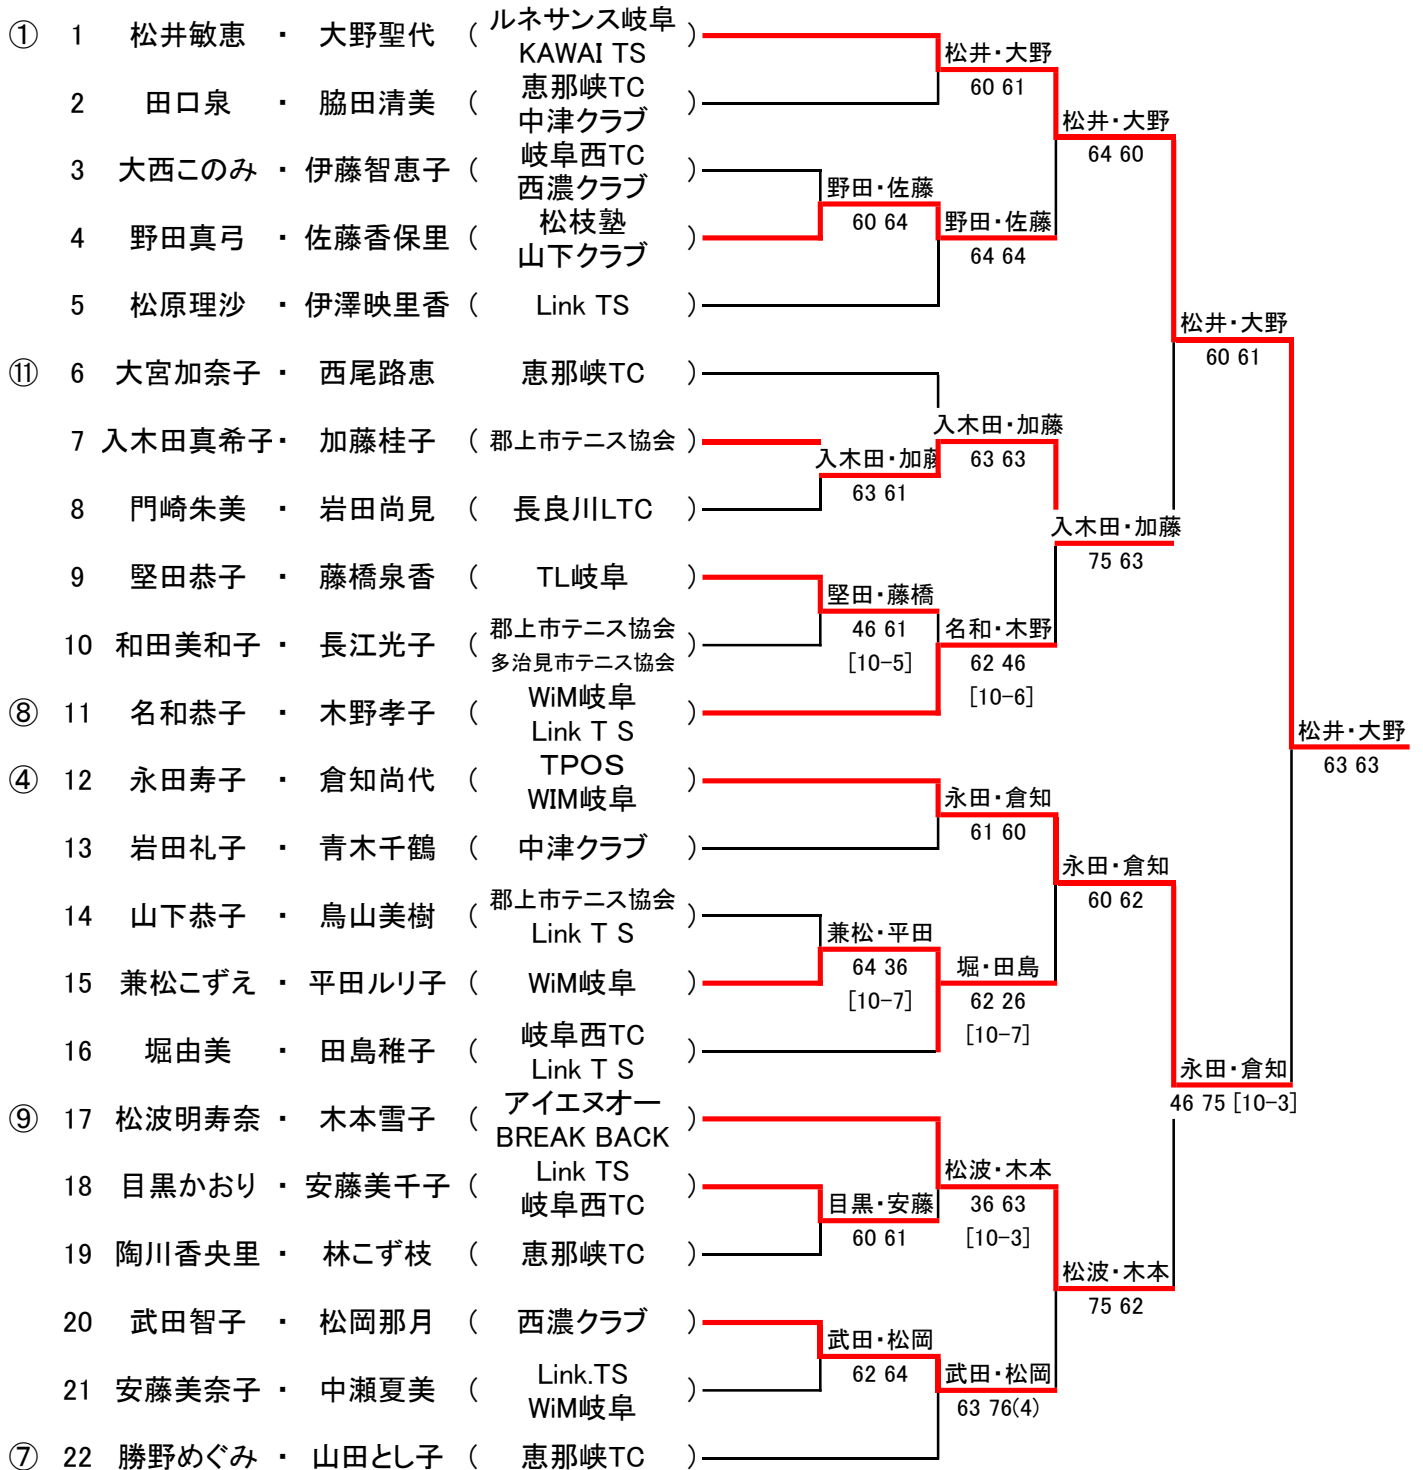 ① 1 松井敏恵 ・ 大野聖代 ( ルネサンス岐阜 KAWAI TS )
2 田口泉 ・ 脇田清美 ( 恵那峡TC 中津クラブ )
3 大西このみ ・ 伊藤智恵子 ( 岐阜西TC 西濃クラブ )
4 野田真弓 ・ 佐藤香保里 ( 松枝塾 山下クラブ )
5 松原理沙 ・ 伊澤映里香 ( Link TS )
⑪ 6 大宮加奈子 ・ 西尾路恵 恵那峡TC )
7 入木田真希子 ・ 加藤桂子 ( 郡上市テニス協会 )
8 門崎朱美 ・ 岩田尚見 ( 長良川LTC )
9 堅田恭子 ・ 藤橋泉香 ( TL岐阜 )
10 和田美和子 ・ 長江光子 ( 郡上市テニス協会 多治見市テニス協会 )
⑧ 11 名和恭子 ・ 木野孝子 ( WiM岐阜 Link T S )
④ 12 永田寿子 ・ 倉知尚代 ( TPOS WIM岐阜 )
13 岩田礼子 ・ 青木千鶴 ( 中津クラブ )
14 山下恭子 ・ 鳥山美樹 ( 郡上市テニス協会 Link T S )
15 兼松こずえ ・ 平田ルリ子 ( WiM岐阜 )
16 堀由美 ・ 田島稚子 ( 岐阜西TC Link T S )
⑨ 17 松波明寿奈 ・ 木本雪子 ( アイエヌオー BREAK BACK )
18 目黒かおり ・ 安藤美千子 ( Link TS 岐阜西TC )
19 陶川香央里 ・ 林こず枝 ( 恵那峡TC )
20 武田智子 ・ 松岡那月 ( 西濃クラブ )
21 安藤美奈子 ・ 中瀬夏美 ( Link.TS WiM岐阜 )
⑦ 22 勝野めぐみ ・ 山田とし子 ( 恵那峡TC )
野田・佐藤
60 64
入木田・加藤
63 61
堅田・藤橋
46 61
[10-5]
兼松・平田
64 36
[10-7]
目黒・安藤
60 61
武田・松岡
62 64
松井・大野
60 61
野田・佐藤
64 64
入木田・加藤
63 63
名和・木野
62 46
[10-6]
永田・倉知
61 60
堀・田島
62 26
[10-7]
松波・木本
36 63
[10-3]
武田・松岡
63 76(4)
松井・大野
64 60
入木田・加藤
75 63
永田・倉知
60 62
松波・木本
75 62
松井・大野
60 61
永田・倉知
46 75 [10-3]
松井・大野
63 63